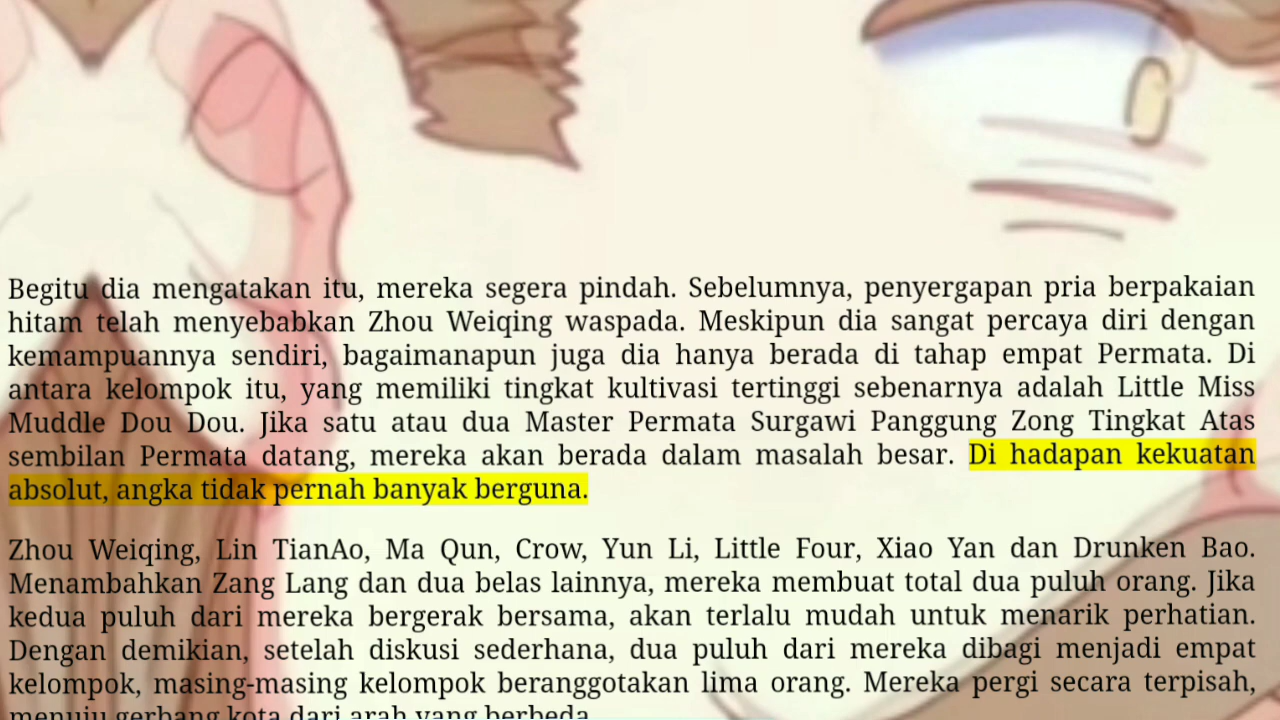 Begitu dia mengatakan itu, mereka segera pindah. Sebelumnya, penyergapan pria berpakaian
hitam telah menyebabkan Zhou Weiqing waspada. Meskipun dia sangat percaya diri dengan
kemampuannya sendiri, bagaimanapun juga dia hanya berada di tahap empat Permata. Di
antara kelompok itu, yang memiliki tingkat kultivasi tertinggi sebenarnya adalah Little Miss
Muddle Dou Dou. Jika satu atau dua Master Permata Surgawi Panggung Zong Tingkat Atas
sembilan Permata datang, mereka akan berada dalam masalah besar. Di hadapan kekuatan
absolut, angka tidak pernah banyak berguna.
Zhou Weiqing, Lin TianAo, Ma Qun, Crow, Yun Li, Little Four, Xiao Yan dan Drunken Bao.
Menambahkan Zang Lang dan dua belas lainnya, mereka membuat total dua puluh orang. Jika
kedua puluh dari mereka bergerak bersama, akan terlalu mudah untuk menarik perhatian.
Dengan demikian, setelah diskusi sederhana, dua puluh dari mereka dibagi menjadi empat
kelompok, masing-masing kelompok beranggotakan lima orang. Mereka pergi secara terpisah,
menuju gerbang kota dari arah yang berbeda.